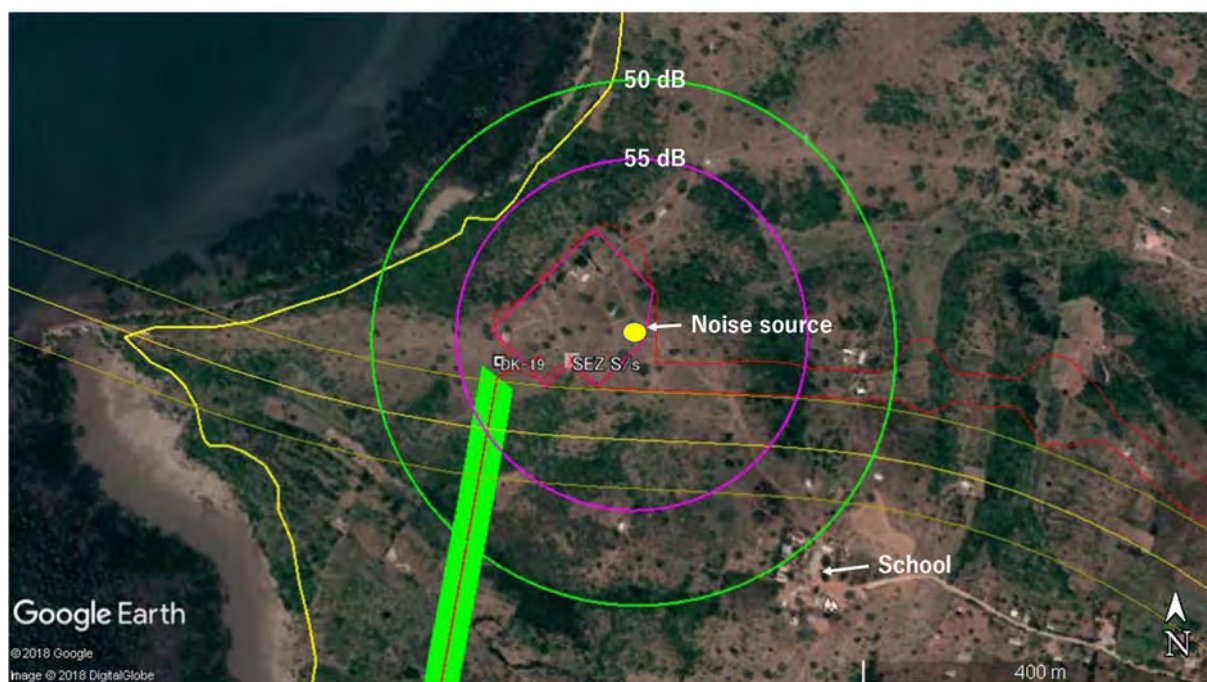 50 dB
55 dB
Noise source
DK-19
SEZ S/s
School
Google Earth
N
© 2018 Google
Image © 2018 DigitalGlobe
400 m